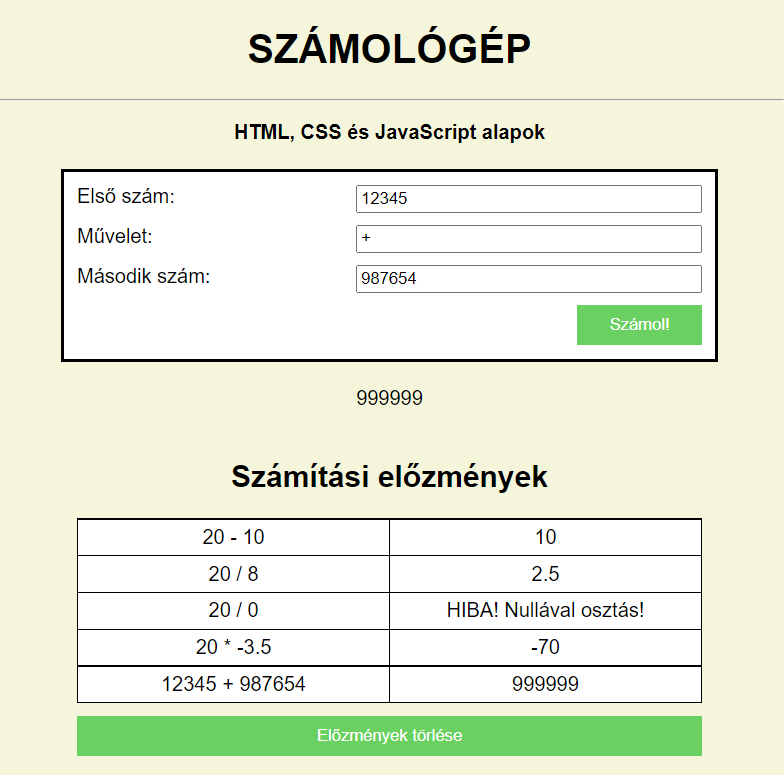 SZÁMOLÓGÉP
HTML, CSS és JavaScript alapok
Első szám: 12345
Művelet: +
Második szám: 987654
Számol!
999999
Számítási előzmények
20 - 10 10
20 / 8 2.5
20 / 0 HIBA! Nullával osztás!
20 * -3.5 -70
12345 + 987654 999999
Előzmények törlése